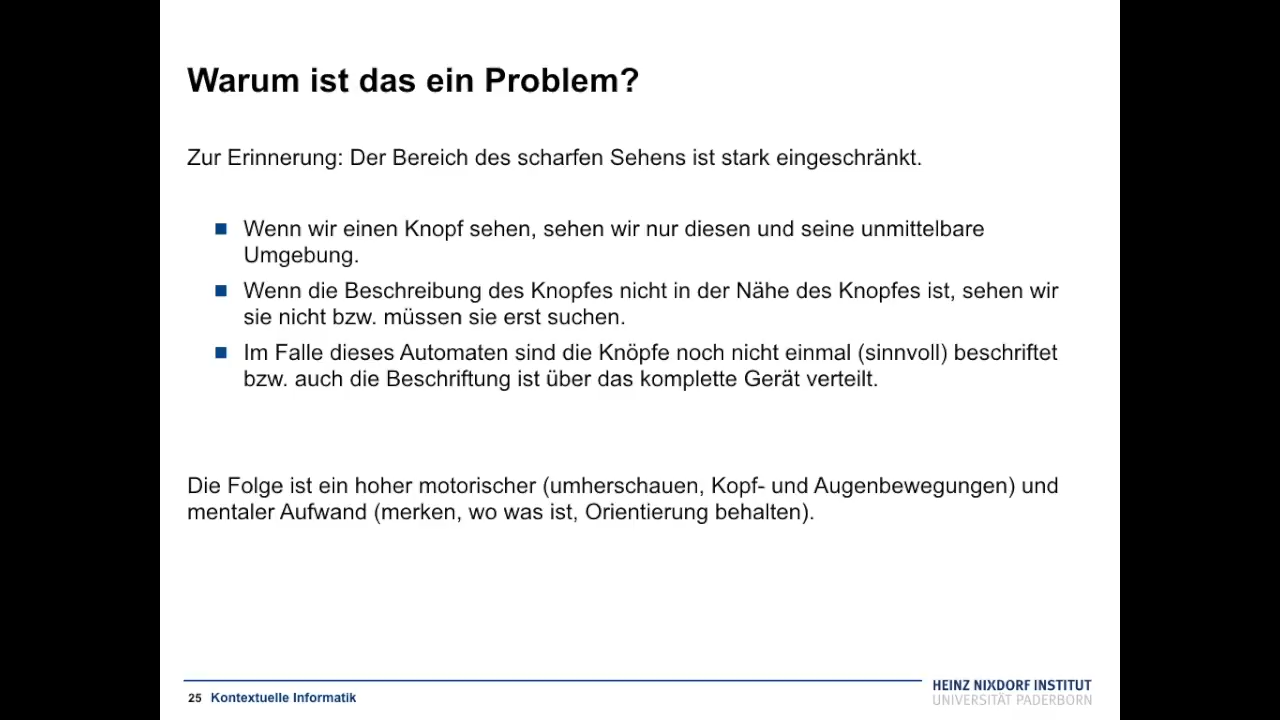 Warum ist das ein Problem?
Zur Erinnerung: Der Bereich des scharfen Sehens ist stark eingeschränkt.
Wenn wir einen Knopf sehen, sehen wir nur diesen und seine unmittelbare
Umgebung.
Wenn die Beschreibung des Knopfes nicht in der Nähe des Knopfes ist, sehen wir
sie nicht bzw. müssen sie erst suchen.
Im Falle dieses Automaten sind die Knöpfe noch nicht einmal (sinnvoll) beschriftet
bzw. auch die Beschriftung ist über das komplette Gerät verteilt.
Die Folge ist ein hoher motorischer (umherschauen, Kopf- und Augenbewegungen) und
mentaler Aufwand (merken, wo was ist, Orientierung behalten).
25 Kontextuelle Informatik
HEINZ NIXDORF INSTITUT
UNIVERSITÄT PADERBORN